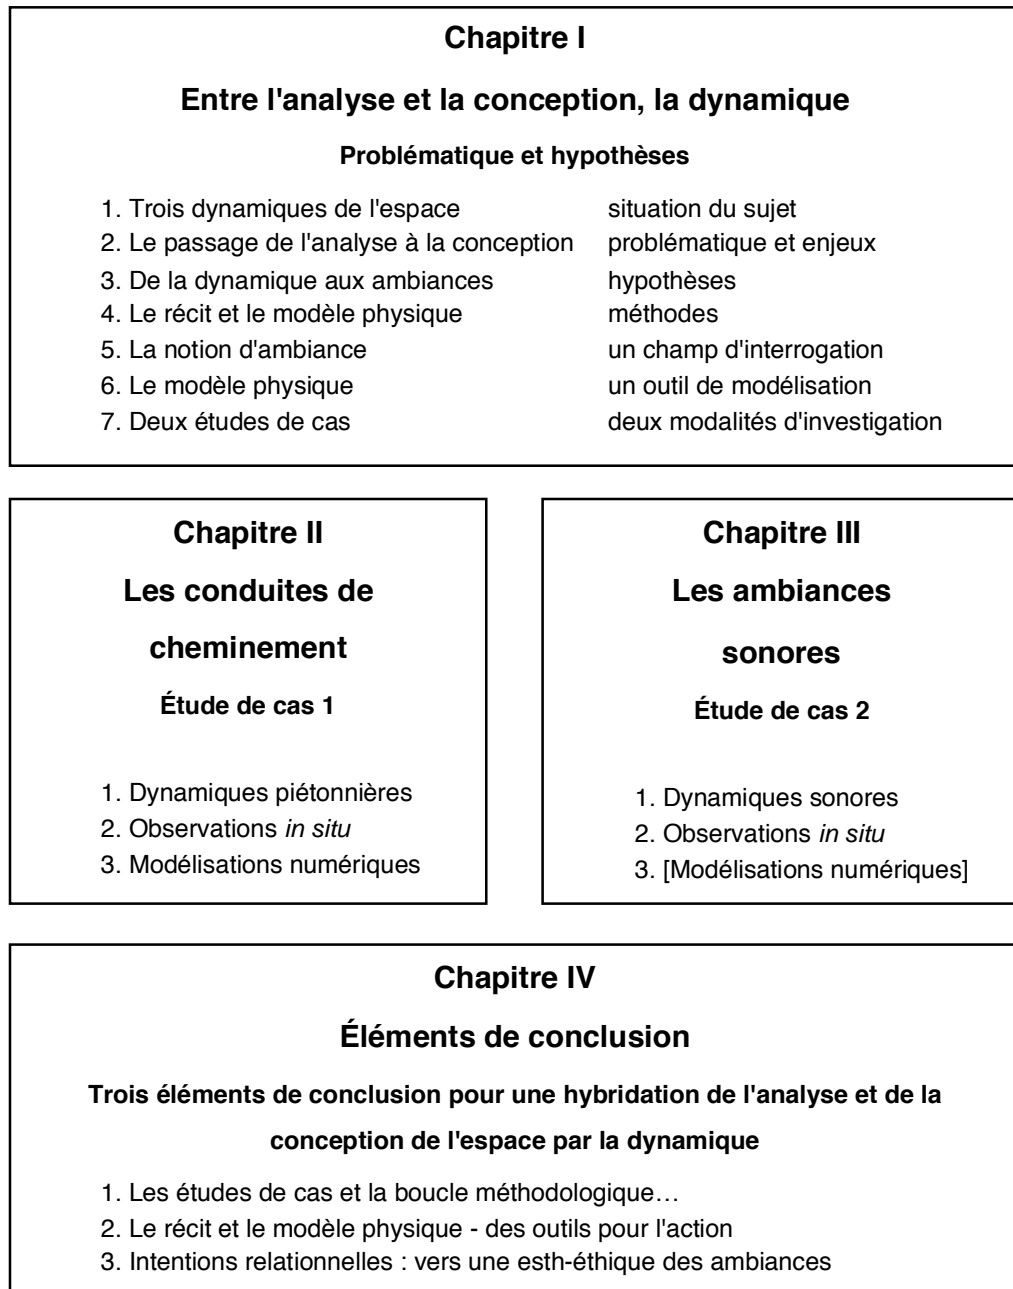 Chapitre I
Entre l'analyse et la conception, la dynamique
Problématique et hypothèses
1. Trois dynamiques de l'espace situation du sujet
2. Le passage de l'analyse à la conception problématique et enjeux
3. De la dynamique aux ambiances hypothèses
4. Le récit et le modèle physique méthodes
5. La notion d'ambiance un champ d'interrogation
6. Le modèle physique un outil de modélisation
7. Deux études de cas deux modalités d'investigation
Chapitre II
Les conduites de
cheminement
Étude de cas 1
1. Dynamiques piétonnières
2. Observations in situ
3. Modélisations numériques
Chapitre III
Les ambiances
sonores
Étude de cas 2
1. Dynamiques sonores
2. Observations in situ
3. [Modélisations numériques]
Chapitre IV
Éléments de conclusion
Trois éléments de conclusion pour une hybridation de l'analyse et de la
conception de l'espace par la dynamique
1. Les études de cas et la boucle méthodologique…
2. Le récit et le modèle physique - des outils pour l'action
3. Intentions relationnelles : vers une esth-éthique des ambiances